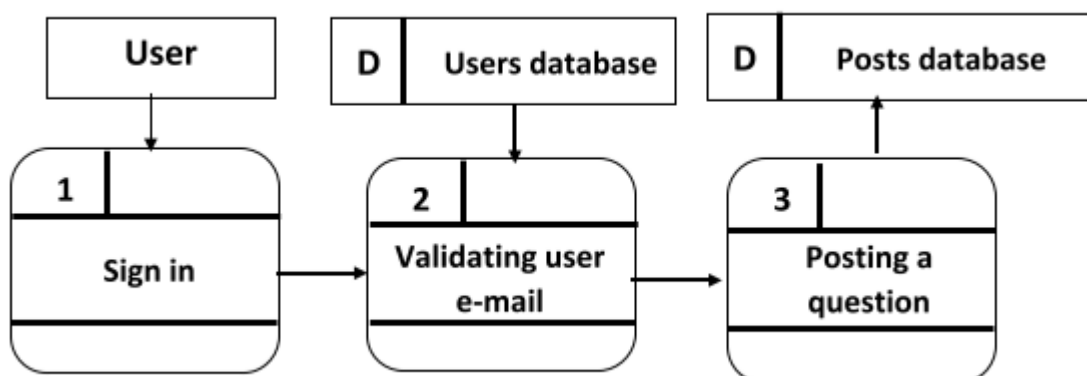 User
D Users database
D Posts database
1
Sign in
2
Validating user
e-mail
3
Posting a
question